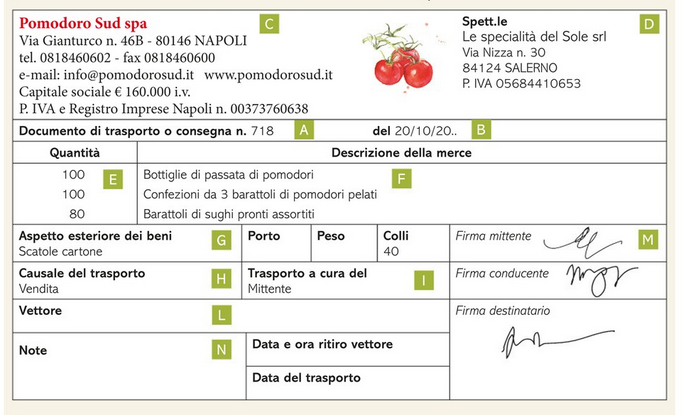 Pomodoro Sud spa
Via Gianturco n. 46B - 80146 NAPOLI
tel. 0818460602 - fax 0818460600
e-mail: info@pomodorosud.it www.pomodorosud.it
Capitale sociale € 160.000 i.v.
P. IVA e Registro Imprese Napoli n. 00373760638
C
Spett.le
Le specialità del Sole srl
Via Nizza n. 30
84124 SALERNO
P. IVA 05684410653
D
Documento di trasporto o consegna n. 718 A del 20/10/20.. B
Quantità Descrizione della merce
100 E Bottiglie di passata di pomodori F
100 Confezioni da 3 barattoli di pomodori pelati
80 Barattoli di sughi pronti assortiti
Aspetto esteriore dei beni G Porto Peso Colli Firma mittente M
Scatole cartone 40
Causale del trasporto H Trasporto a cura del I Firma conducente
Vendita Mittente
Vettore L Firma destinatario
Note N Data e ora ritiro vettore
Data del trasporto